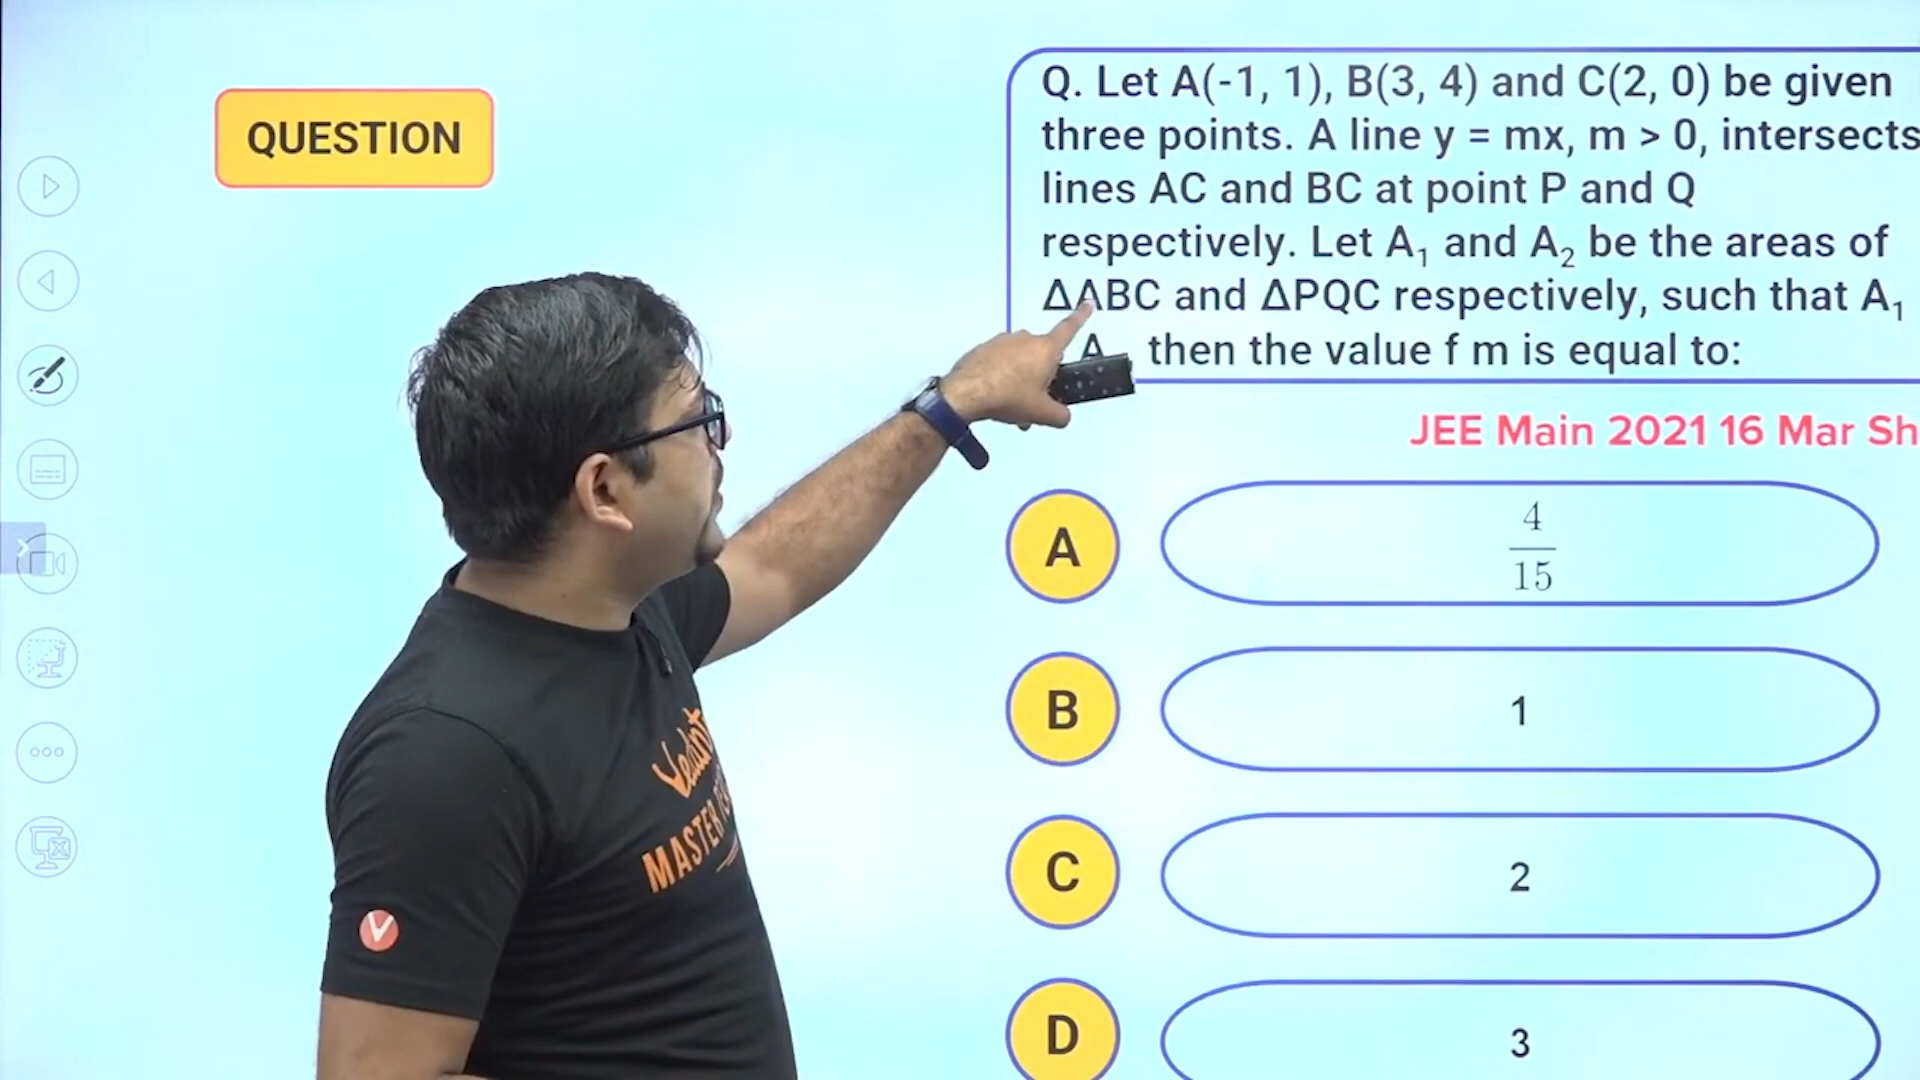 QUESTION
Q. Let A(-1, 1), B(3, 4) and C(2, 0) be given
three points. A line y = mx, m > 0, intersects
lines AC and BC at point P and Q
respectively. Let A₁ and A₂ be the areas of
ΔABC and ΔPQC respectively, such that A₁
A then the value f m is equal to:
JEE Main 2021 16 Mar Sh
A
4
15
B
1
C
2
D
3
MASTER
V